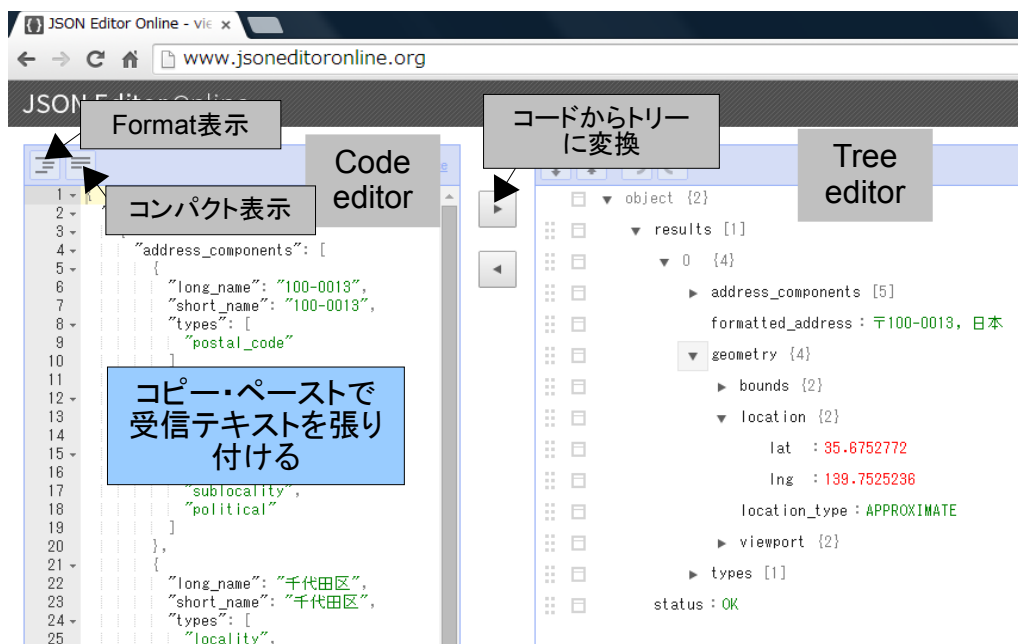 JSON Editor Online - vie
www.jsoneditoronline.org
JSON
Format表示
コンパクト表示
Code
editor
コードからトリー
に変換
Tree
editor
コピー・ペーストで
受信テキストを張り
付ける
1 {
2 "
3
4 "address_components": [
5 {
6 "long_name": "100-0013",
7 "short_name": "100-0013",
8 "types": [
9 "postal_code"
10 ]
11
12
13
14
15
16
17 "sublocality",
18 "political"
19 ]
20 },
21 {
22 "long_name": "千代田区",
23 "short_name": "千代田区",
24 "types": [
25 "locality",
object {2}
results [1]
0 {4}
address_components [5]
formatted_address : 〒100-0013, 日本
geometry {4}
bounds {2}
location {2}
lat : 35.6752772
lng : 139.7525236
location_type : APPROXIMATE
viewport {2}
types [1]
status : OK